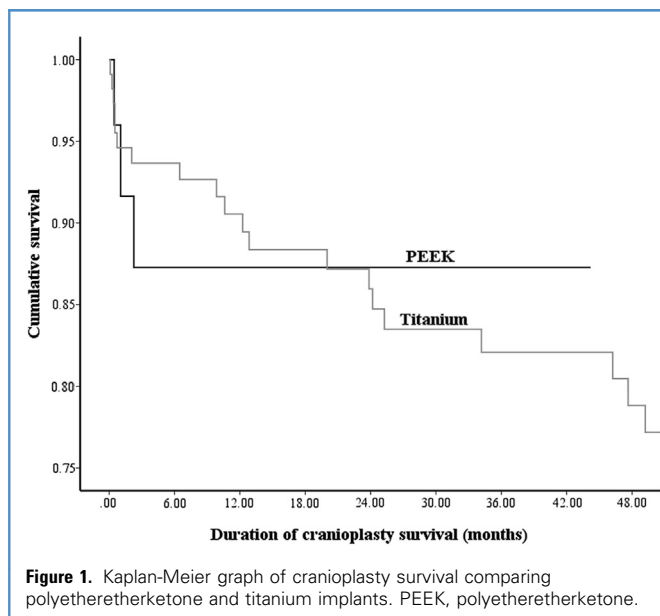 1.00
0.95
0.90
0.85
0.80
0.75
Cumulative survival
PEEK
Titanium
.00 6.00 12.00 18.00 24.00 30.00 36.00 42.00 48.00
Duration of cranioplasty survival (months)
Figure 1. Kaplan-Meier graph of cranioplasty survival comparing
polyetheretherketone and titanium implants. PEEK, polyetheretherketone.